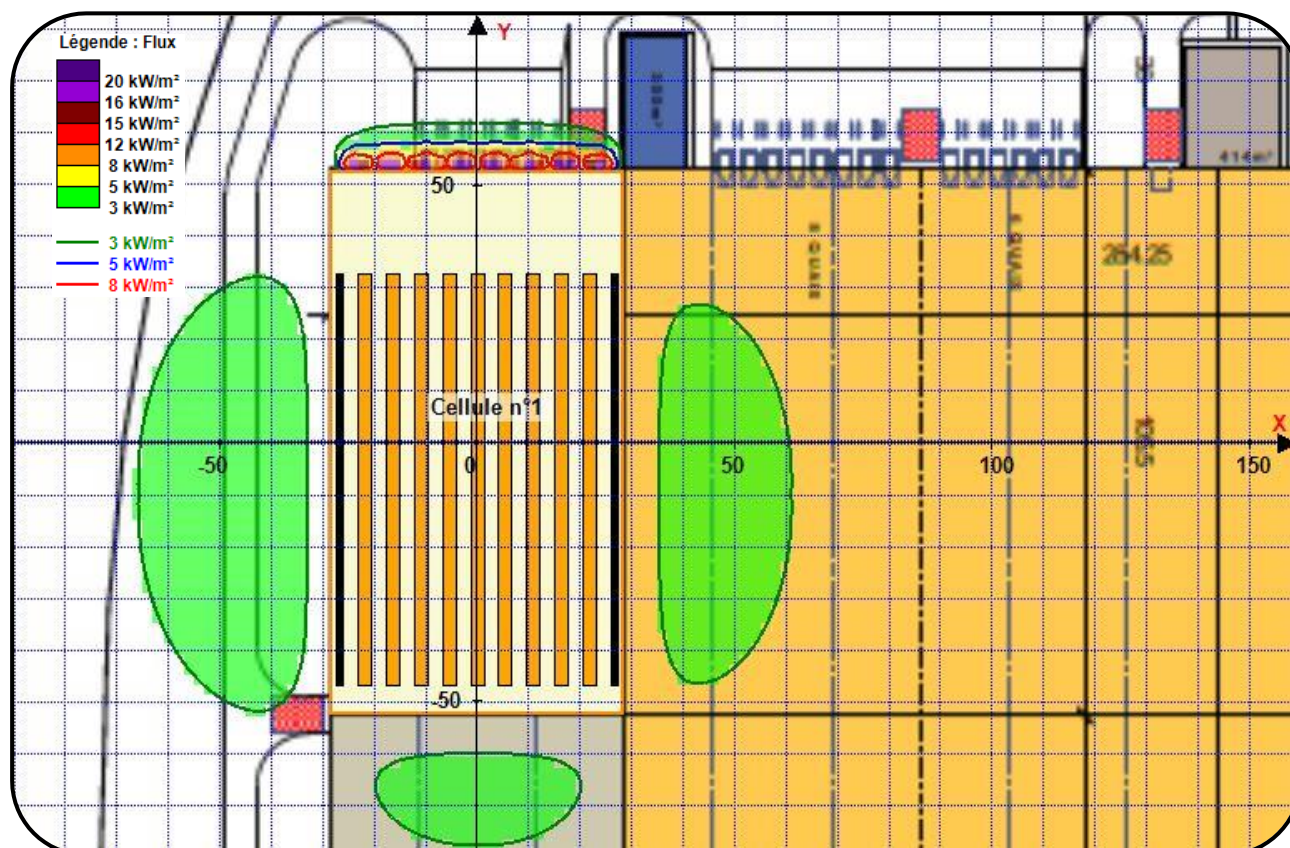 Légende : Flux
20 kW/m²
16 kW/m²
15 kW/m²
12 kW/m²
8 kW/m²
5 kW/m²
3 kW/m²
3 kW/m²
5 kW/m²
8 kW/m²
Y
50
414m²
6 QUAIS
264.25
Cellule n°1
X
-50
0
50
100
150
-50